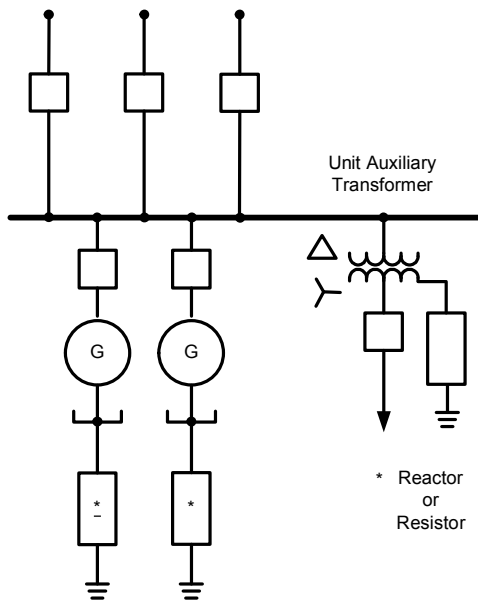 Unit Auxiliary
Transformer
G
G
* Reactor
or
Resistor
*
*